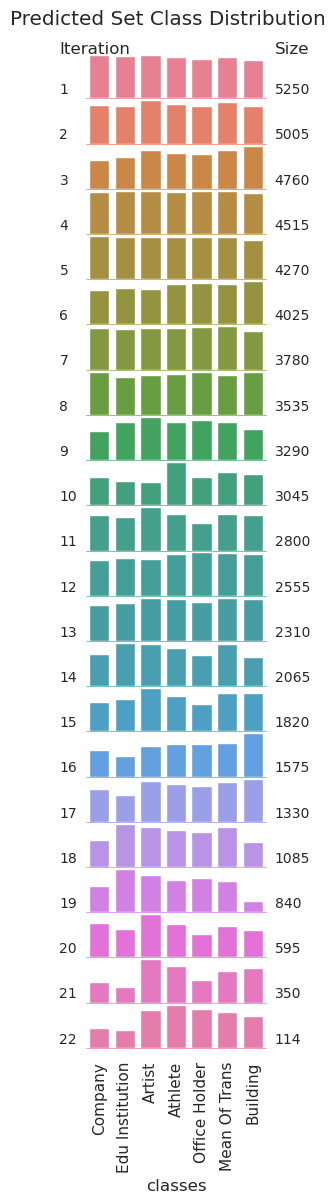 Predicted Set Class Distribution
Iteration Size
1 5250
2 5005
3 4760
4 4515
5 4270
6 4025
7 3780
8 3535
9 3290
10 3045
11 2800
12 2555
13 2310
14 2065
15 1820
16 1575
17 1330
18 1085
19 840
20 595
21 350
22 114
Company
Edu Institution
Artist
Athlete
Office Holder
Mean Of Trans
Building
classes